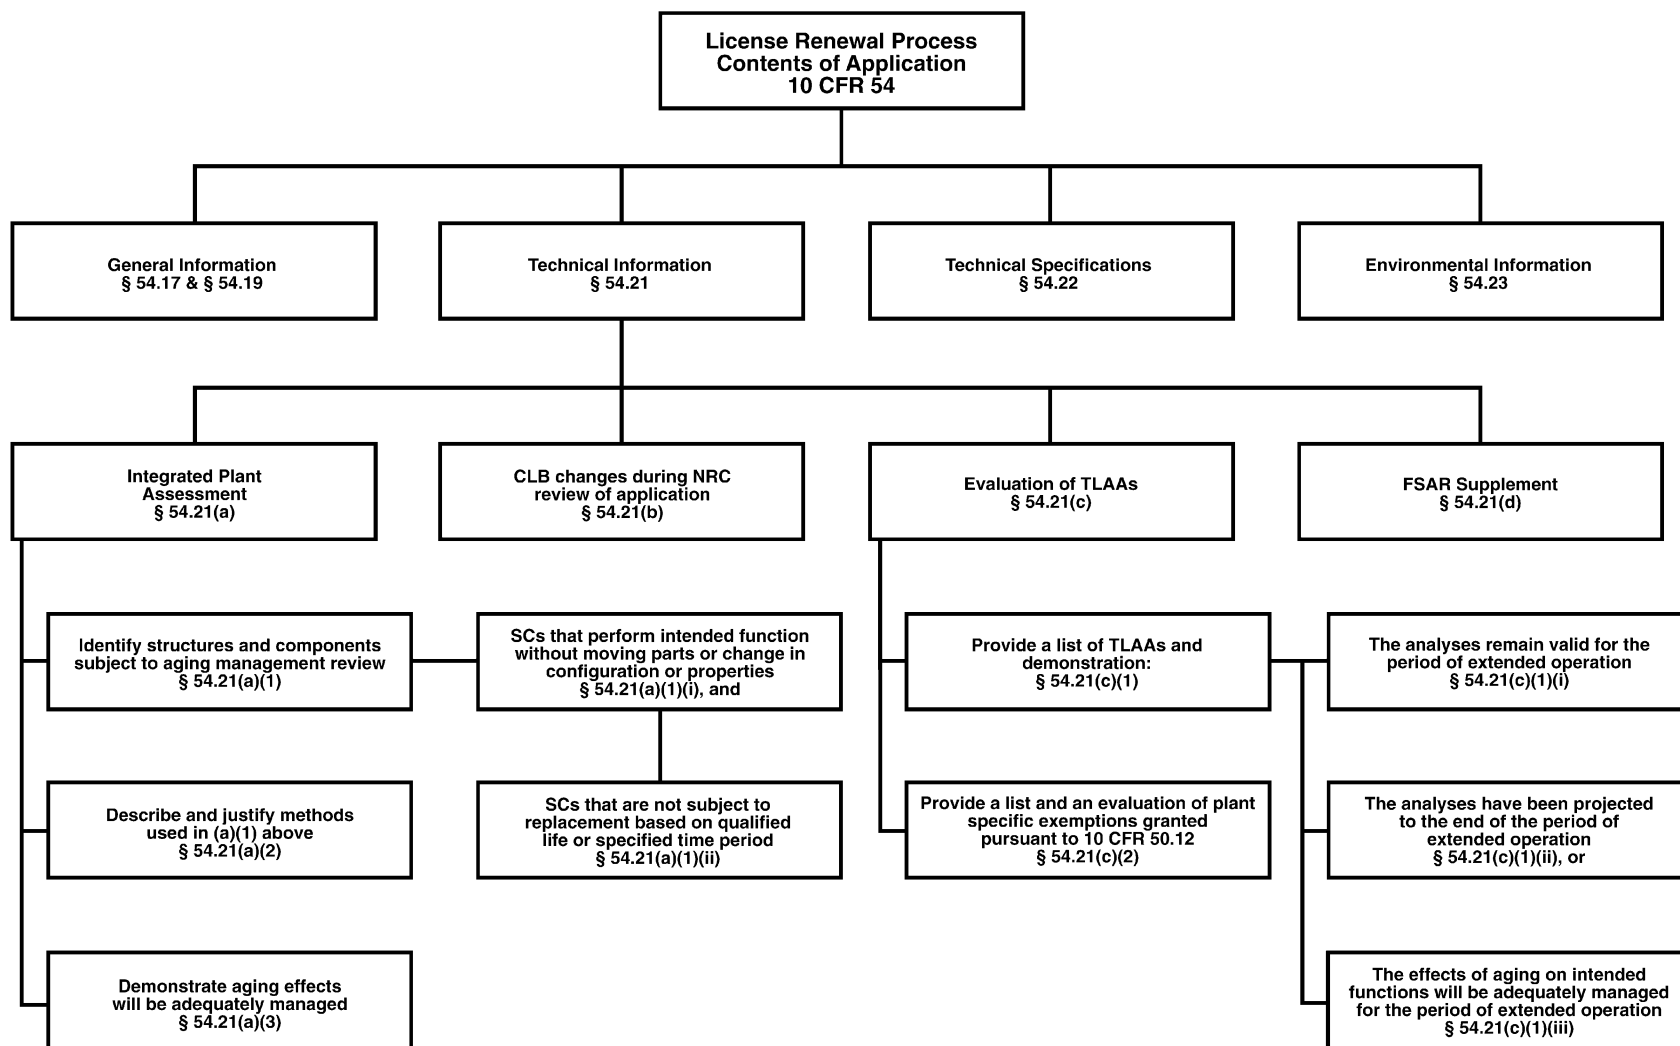 License Renewal Process
Contents of Application
10 CFR 54
General Information
§ 54.17 & § 54.19
Technical Information
§ 54.21
Technical Specifications
§ 54.22
Environmental Information
§ 54.23
Integrated Plant
Assessment
§ 54.21(a)
CLB changes during NRC
review of application
§ 54.21(b)
Evaluation of TLAAs
§ 54.21(c)
FSAR Supplement
§ 54.21(d)
Identify structures and components
subject to aging management review
§ 54.21(a)(1)
SCs that perform intended function
without moving parts or change in
configuration or properties
§ 54.21(a)(1)(i), and
Provide a list of TLAAs and
demonstration:
§ 54.21(c)(1)
The analyses remain valid for the
period of extended operation
§ 54.21(c)(1)(i)
Describe and justify methods
used in (a)(1) above
§ 54.21(a)(2)
SCs that are not subject to
replacement based on qualified
life or specified time period
§ 54.21(a)(1)(ii)
Provide a list and an evaluation of plant
specific exemptions granted
pursuant to 10 CFR 50.12
§ 54.21(c)(2)
The analyses have been projected
to the end of the period of
extended operation
§ 54.21(c)(1)(ii), or
Demonstrate aging effects
will be adequately managed
§ 54.21(a)(3)
The effects of aging on intended
functions will be adequately managed
for the period of extended operation
§ 54.21(c)(1)(iii)